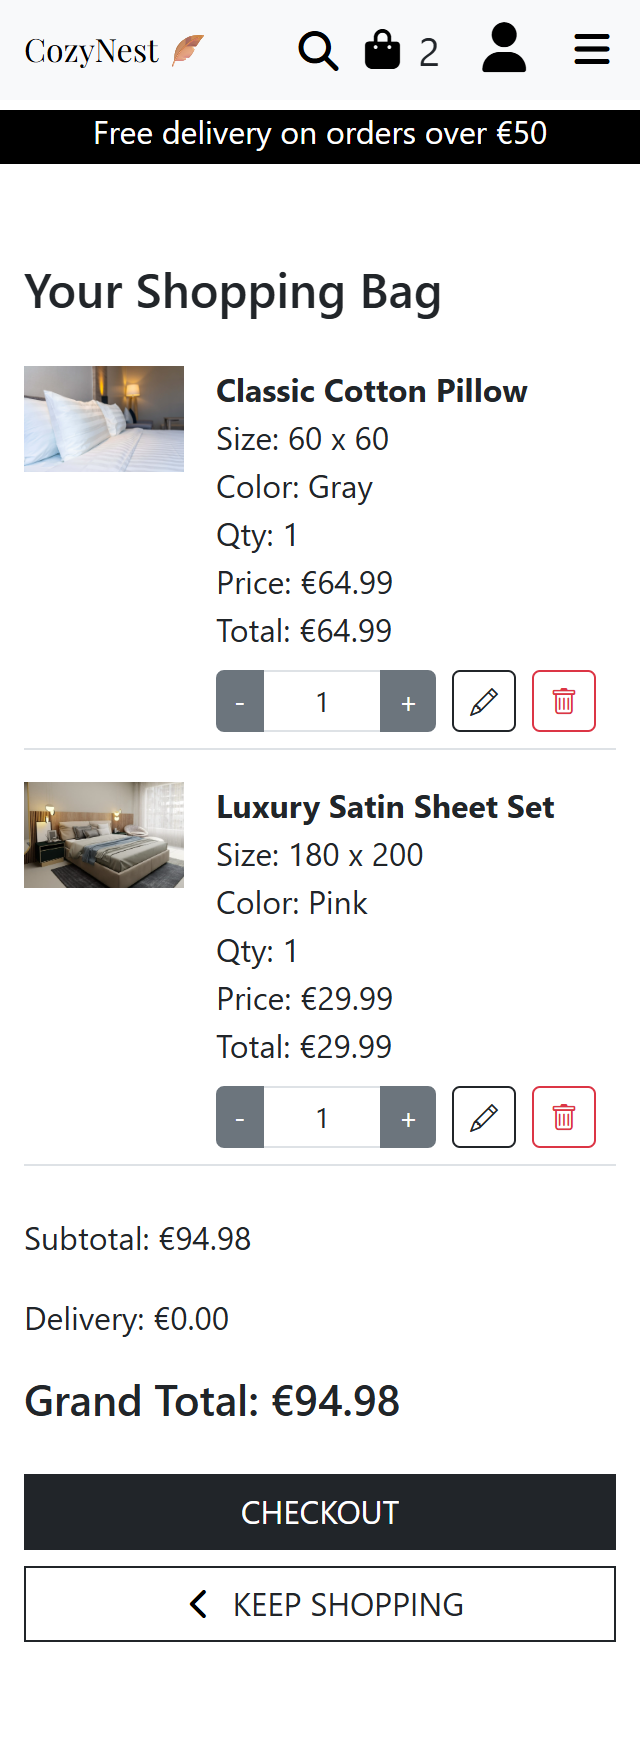 CozyNest
2
Free delivery on orders over €50
Your Shopping Bag
Classic Cotton Pillow
Size: 60 x 60
Color: Gray
Qty: 1
Price: €64.99
Total: €64.99
- 1 +
Luxury Satin Sheet Set
Size: 180 x 200
Color: Pink
Qty: 1
Price: €29.99
Total: €29.99
- 1 +
Subtotal: €94.98
Delivery: €0.00
Grand Total: €94.98
CHECKOUT
KEEP SHOPPING